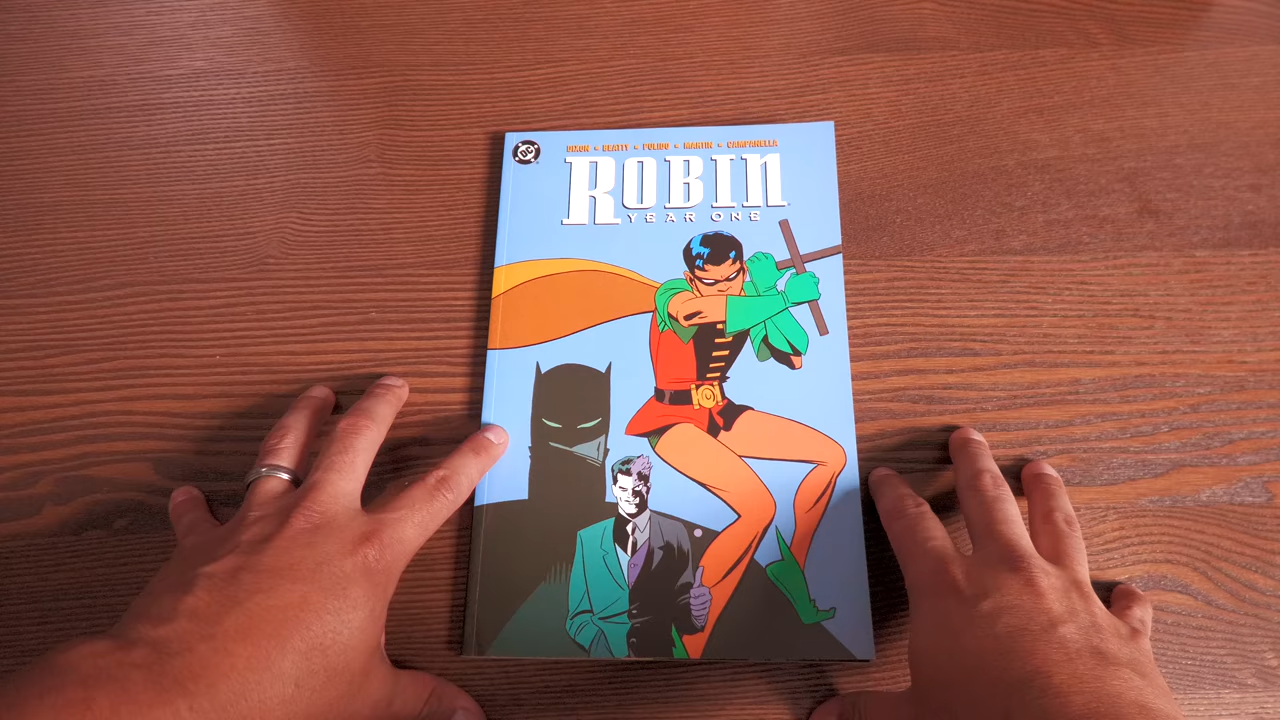 DC
DIXON • BEATTY • PULIDO • MARTIN • CAMPANELLA
ROBIN
YEAR ONE